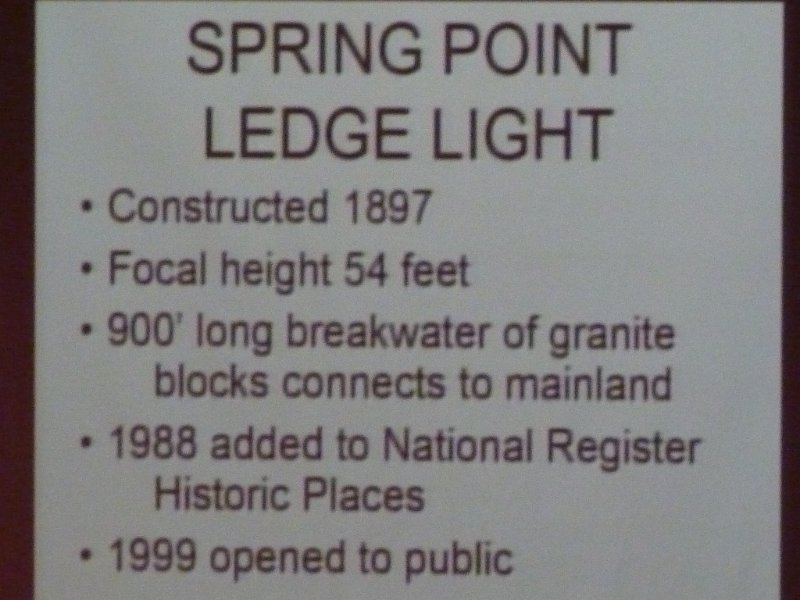 SPRING POINT
LEDGE LIGHT
• Constructed 1897
• Focal height 54 feet
• 900' long breakwater of granite
blocks connects to mainland
• 1988 added to National Register
Historic Places
• 1999 opened to public